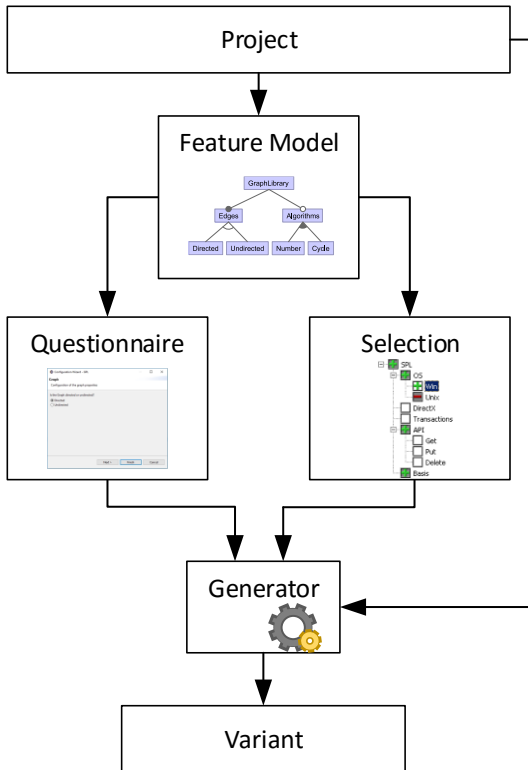 Project
Feature Model
GraphLibrary
Edges
Algorithms
Directed
Undirected
Number
Cycle
Questionnaire
Selection
SPL
OS
Win
Unix
DirectX
Transactions
API
Get
Put
Delete
Basis
Generator
Variant